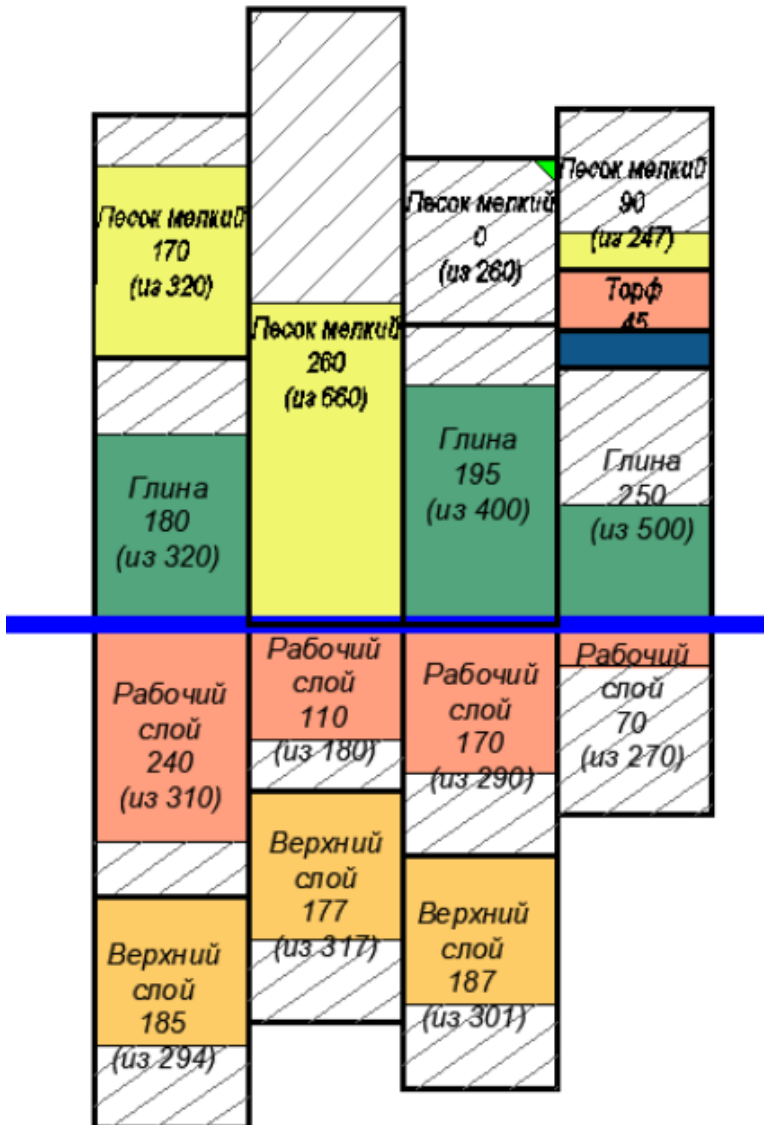 Песок мелкий
170
(из 320)
Глина
180
(из 320)
Рабочий
слой
240
(из 310)
Верхний
слой
185
(из 294)
Песок мелкий
260
(из 660)
Рабочий
слой
110
(из 180)
Верхний
слой
177
(из 317)
Песок мелкий
0
(из 260)
Глина
195
(из 400)
Рабочий
слой
170
(из 290)
Верхний
слой
187
(из 301)
Песок мелкий
90
(из 247)
Торф
45
Глина
250
(из 500)
Рабочий
слой
70
(из 270)